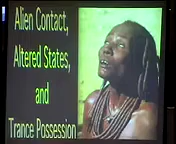 Alien Contact,
Altered States,
and
Trance Possession